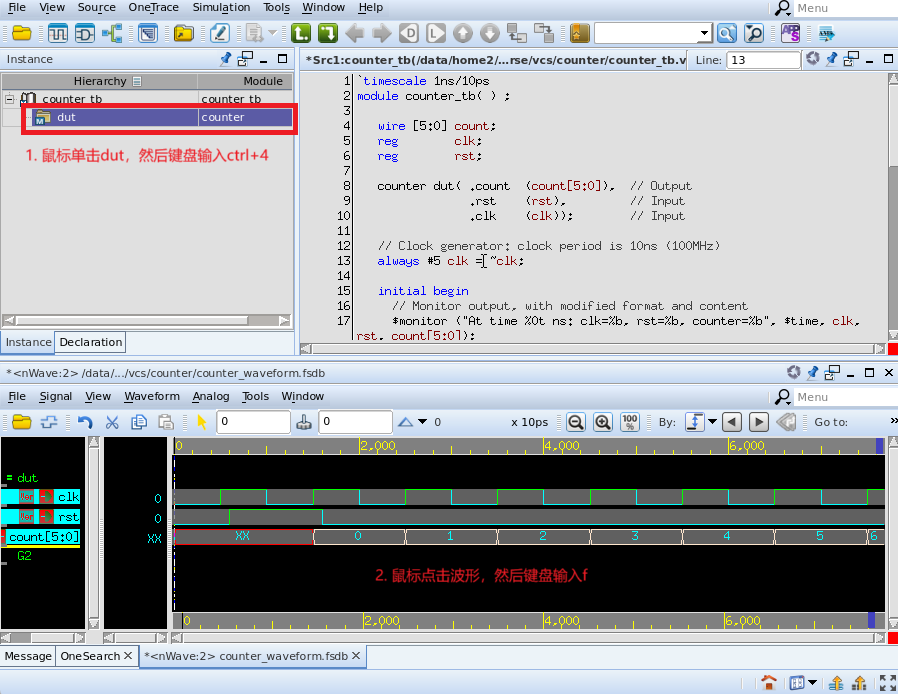 File View Source OneTrace Simulation Tools Window Help Menu
Instance
*Src1:counter_tb(/data/home2/...rse/vcs/counter/counter_tb.v Line: 13
Hierarchy Module
counter_tb counter_tb
dut counter
1. 鼠标单击dut，然后键盘输入ctrl+4
1 `timescale 1ns/10ps
2 module counter_tb( ) ;
3
4 wire [5:0] count;
5 reg clk;
6 reg rst;
7
8 counter dut( .count (count[5:0]), // Output
9 .rst (rst), // Input
10 .clk (clk)); // Input
11
12 // Clock generator: clock period is 10ns (100MHz)
13 always #5 clk = ~clk;
14
15 initial begin
16 // Monitor output, with modified format and content
17 $monitor ("At time %0t ns: clk=%b, rst=%b, counter=%b", $time, clk,
rst, count[5:0]);
Instance Declaration
*<nWave:2> /data/.../vcs/counter/counter_waveform.fsdb
File Signal View Waveform Analog Tools Window Menu
0 0 0 x 10ps 100 % By: Go to: »
0 2,000 4,000 6,000
= dut
clk 0
rst 0
count[5:0] XX XX 0 1 2 3 4 5 6
G2
2. 鼠标点击波形，然后键盘输入f
0 2,000 4,000 6,000
Message OneSearch *<nWave:2> counter_waveform.fsdb